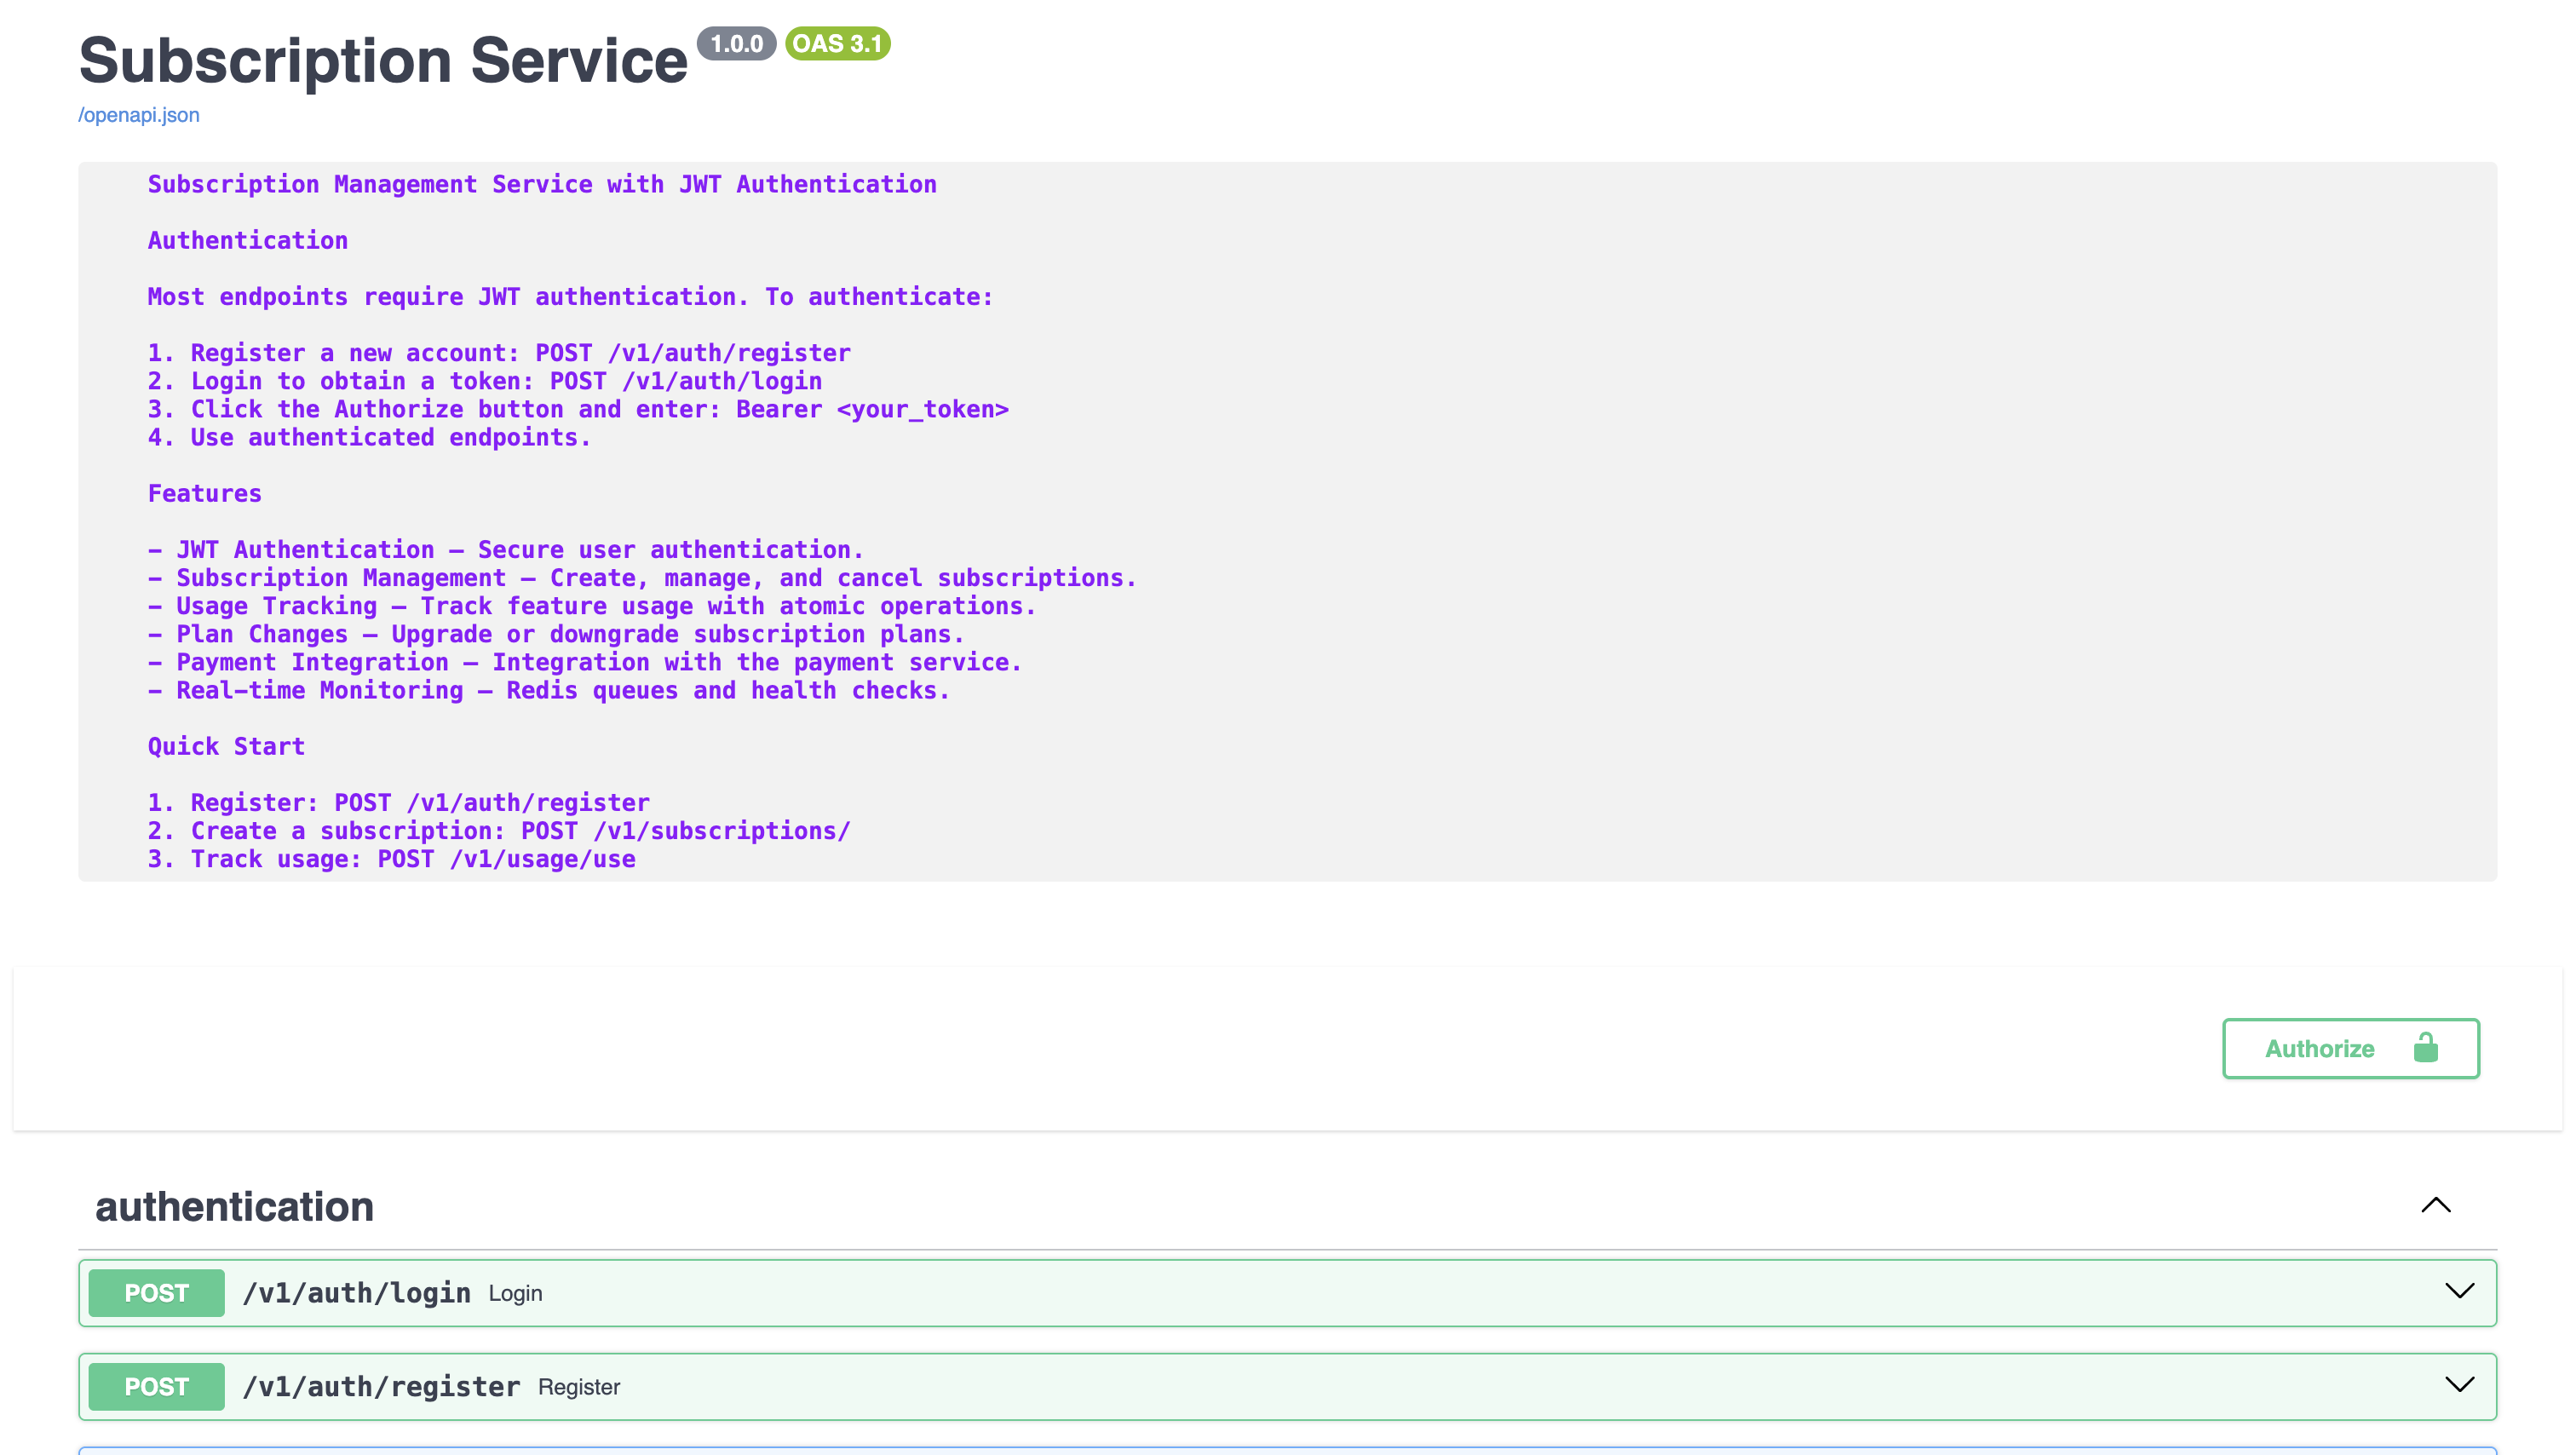 Subscription Service 1.0.0 OAS 3.1
/openapi.json
Subscription Management Service with JWT Authentication
Authentication
Most endpoints require JWT authentication. To authenticate:
1. Register a new account: POST /v1/auth/register
2. Login to obtain a token: POST /v1/auth/login
3. Click the Authorize button and enter: Bearer <your_token>
4. Use authenticated endpoints.
Features
– JWT Authentication – Secure user authentication.
– Subscription Management – Create, manage, and cancel subscriptions.
– Usage Tracking – Track feature usage with atomic operations.
– Plan Changes – Upgrade or downgrade subscription plans.
– Payment Integration – Integration with the payment service.
– Real-time Monitoring – Redis queues and health checks.
Quick Start
1. Register: POST /v1/auth/register
2. Create a subscription: POST /v1/subscriptions/
3. Track usage: POST /v1/usage/use
Authorize
authentication
POST /v1/auth/login Login
POST /v1/auth/register Register